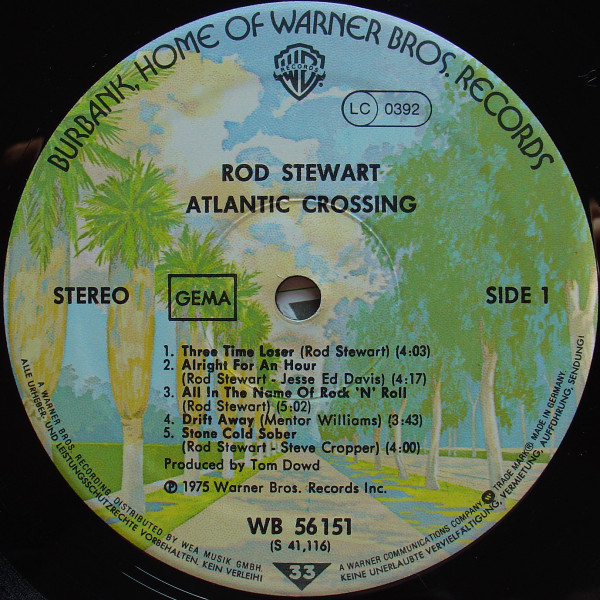 BURBANK, HOME OF WARNER BROS. RECORDS
WB
RECORDS
LC 0392
ROD STEWART
ATLANTIC CROSSING
STEREO
GEMA
SIDE 1
1. Three Time Loser (Rod Stewart) (4:03)
2. Alright For An Hour
(Rod Stewart - Jesse Ed Davis) (4:17)
3. All In The Name Of Rock 'N' Roll
(Rod Stewart) (5:02)
4. Drift Away (Mentor Williams) (3:43)
5. Stone Cold Sober
(Rod Stewart - Steve Cropper) (4:00)
Produced by Tom Dowd
℗ 1975 Warner Bros. Records Inc.
WB 56 151
(S 41,116)
33
A WARNER BROS. RECORDING DISTRIBUTED BY WEA MUSIK GMBH.
ALLE URHEBER- UND LEISTUNGSSCHUTZRECHTE VORBEHALTEN, KEIN VERLEIH!
A WARNER COMMUNICATIONS COMPANY TRADE MARK® MADE IN GERMANY.
KEINE UNERLAUBTE VERVIELFÄLTIGUNG, VERMIETUNG, AUFFÜHRUNG, SENDUNG!